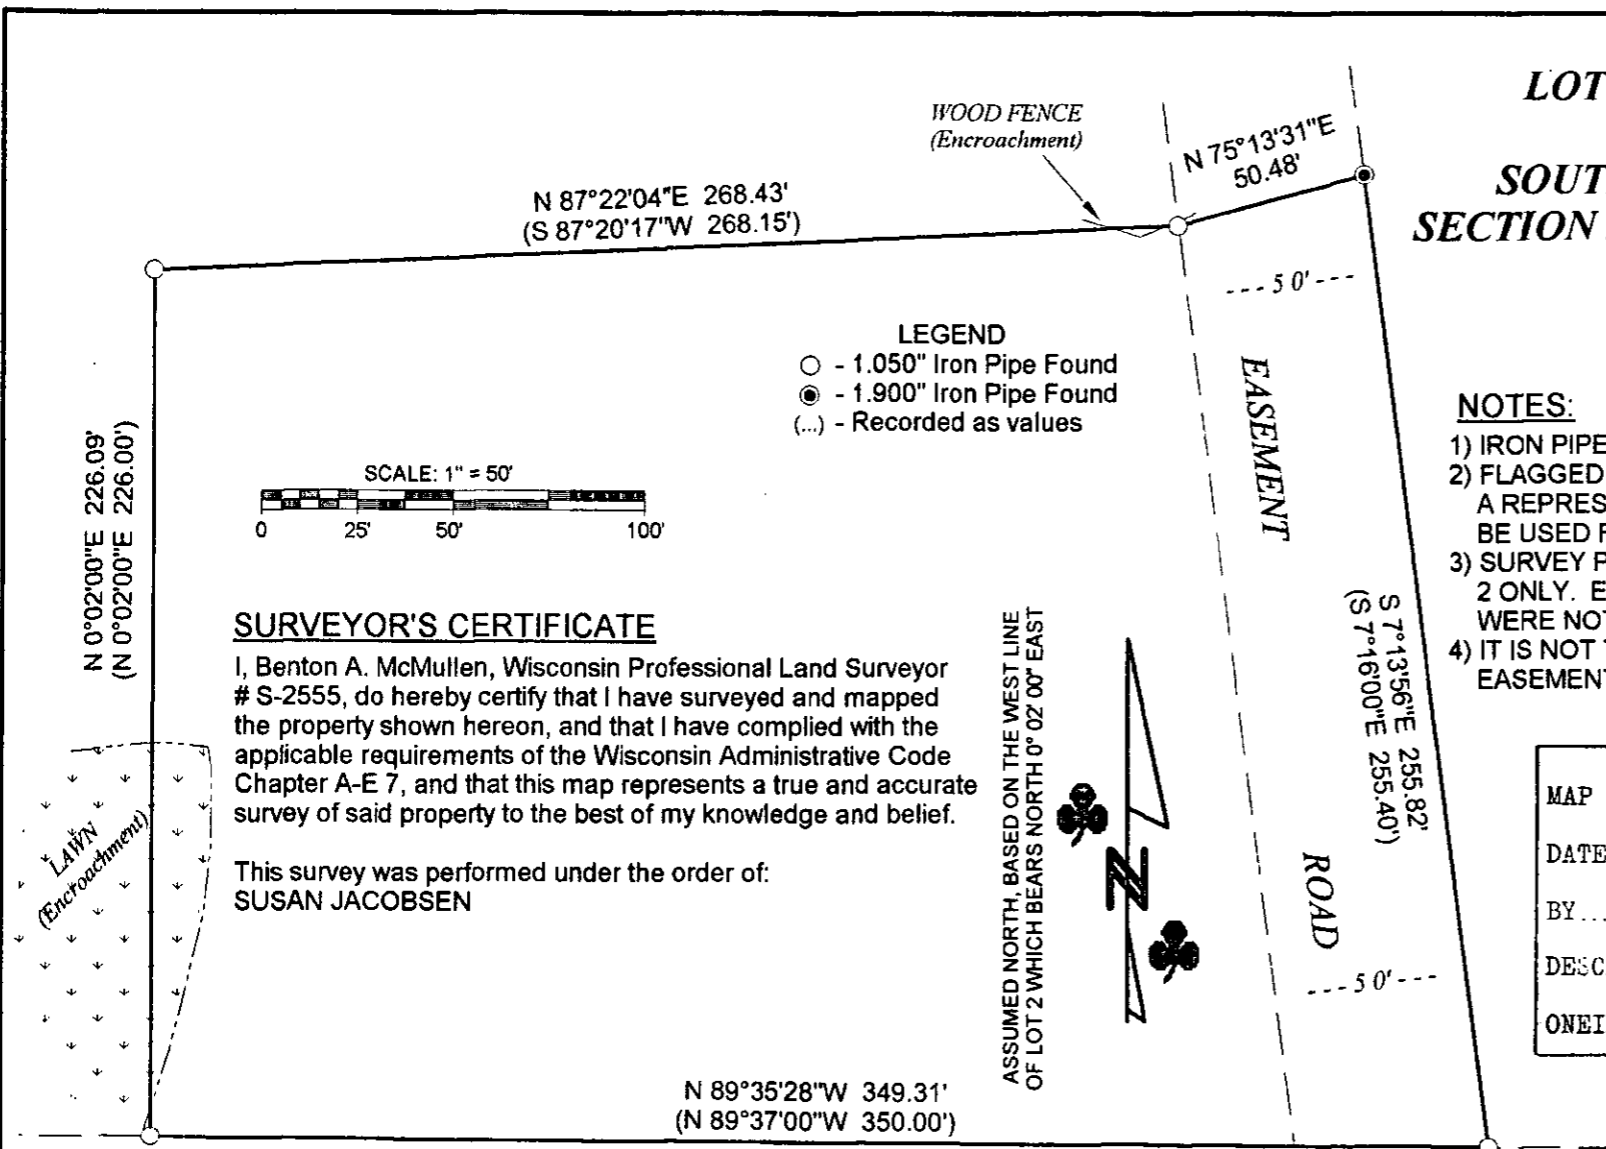 LOT
SOUT
SECTION
WOOD FENCE
(Encroachment)
N 75°13'31"E
50.48'
N 87°22'04"E 268.43'
(S 87°20'17"W 268.15')
---50'---
LEGEND
- 1.050" Iron Pipe Found
- 1.900" Iron Pipe Found
(...) - Recorded as values
EASEMENT
NOTES:
1) IRON PIPE
2) FLAGGED
A REPRES
BE USED F
3) SURVEY P
2 ONLY. E
WERE NOT
4) IT IS NOT T
EASEMENT
N 0°02'00"E 226.09'
(N 0°02'00"E 226.00')
SCALE: 1" = 50'
0 25' 50' 100'
SURVEYOR'S CERTIFICATE
I, Benton A. McMullen, Wisconsin Professional Land Surveyor
# S-2555, do hereby certify that I have surveyed and mapped
the property shown hereon, and that I have complied with the
applicable requirements of the Wisconsin Administrative Code
Chapter A-E 7, and that this map represents a true and accurate
survey of said property to the best of my knowledge and belief.
This survey was performed under the order of:
SUSAN JACOBSEN
ASSUMED NORTH, BASED ON THE WEST LINE
OF LOT 2 WHICH BEARS NORTH 0° 02' 00" EAST
N
S 7°13'56"E 255.82'
(S 7°16'00"E 255.40')
ROAD
---50'---
LAWN
(Encroachment)
MAP
DATE
BY...
DESC
ONEI
N 89°35'28"W 349.31'
(N 89°37'00"W 350.00')